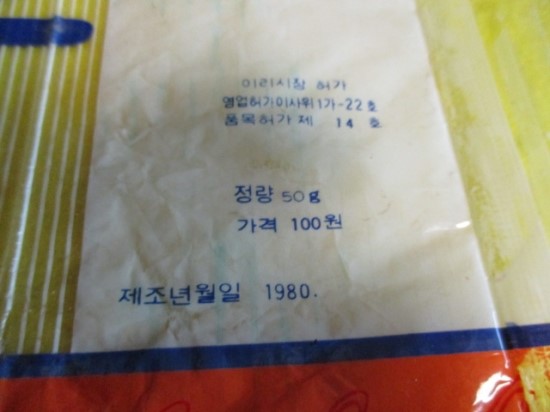 이리시장 허가
영업허가이사위1가-22호
품목허가 제 14 호
정량 50g
가격 100원
제조년월일 1980.